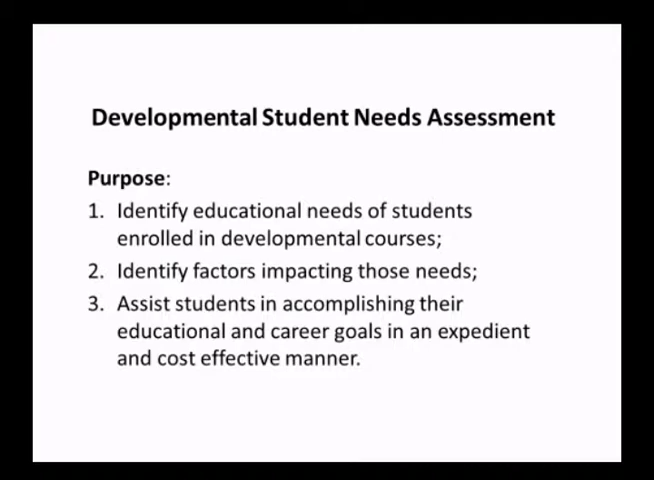 Developmental Student Needs Assessment
Purpose:
1. Identify educational needs of students
enrolled in developmental courses;
2. Identify factors impacting those needs;
3. Assist students in accomplishing their
educational and career goals in an expedient
and cost effective manner.